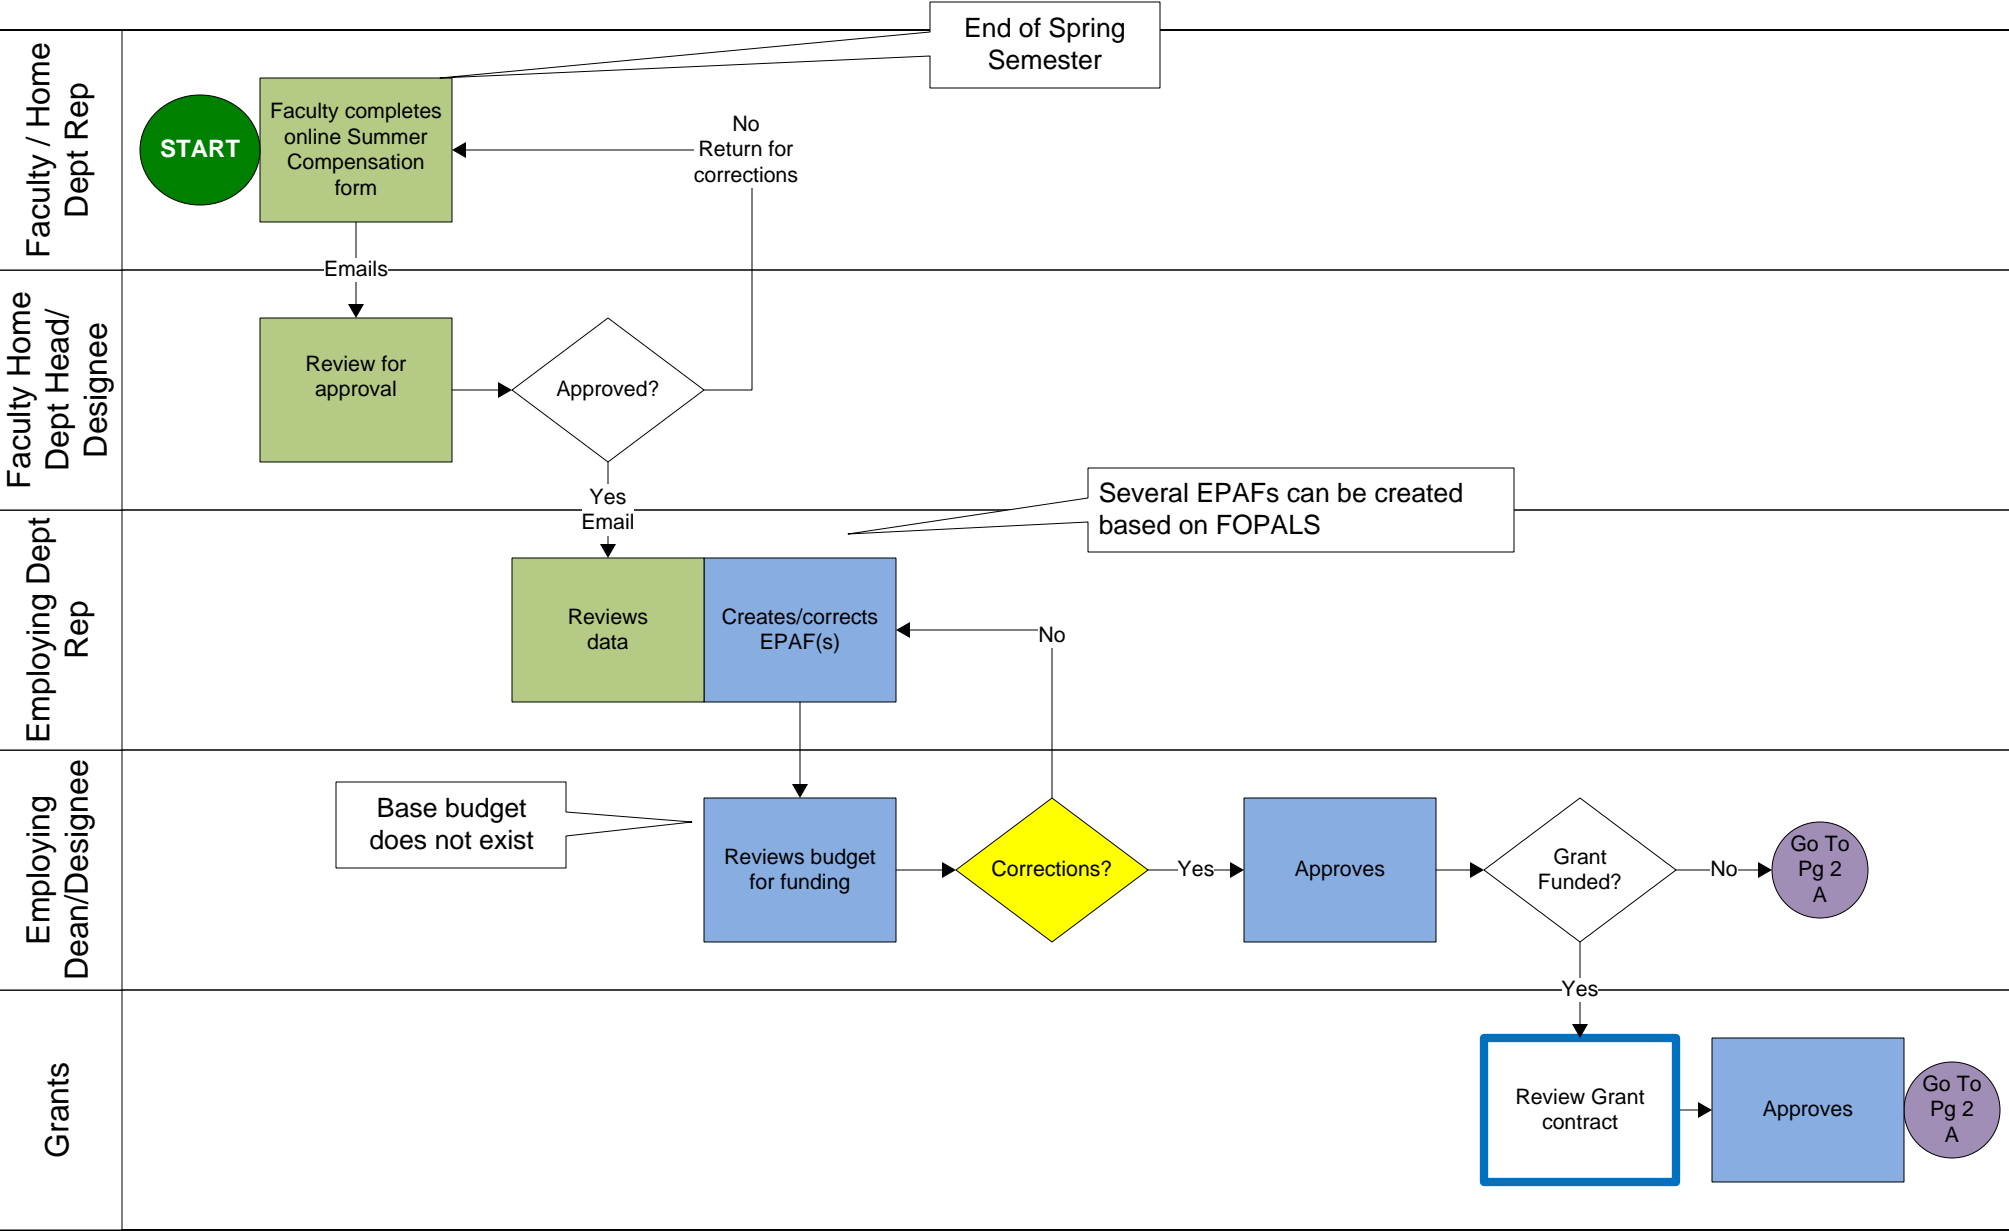 End of Spring
Semester
Faculty / Home
Dept Rep
START
Faculty completes
online Summer
Compensation
form
No
Return for
corrections
Emails
Faculty Home
Dept Head/
Designee
Review for
approval
Approved?
Yes
Email
Several EPAFs can be created
based on FOPALS
Employing Dept
Rep
Reviews
data
Creates/corrects
EPAF(s)
No
Employing
Dean/Designee
Base budget
does not exist
Reviews budget
for funding
Corrections?
Yes
Approves
Grant
Funded?
No
Go To
Pg 2
A
Yes
Grants
Review Grant
contract
Approves
Go To
Pg 2
A